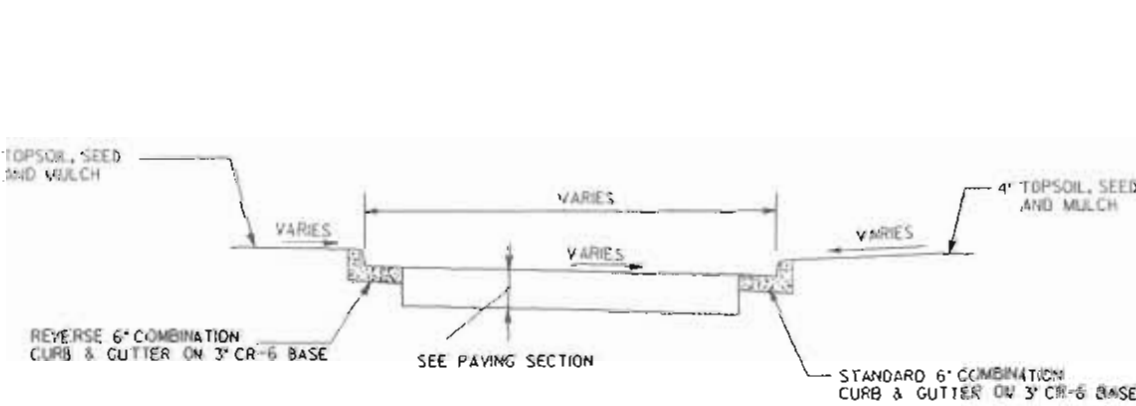 TOPSOIL, SEED
AND MULCH
VARIES
4" TOPSOIL, SEED
AND MULCH
VARIES
VARIES
VARIES
REVERSE 6" COMBINATION
CURB & GUTTER ON 3" CR-6 BASE
SEE PAVING SECTION
STANDARD 6" COMBINATION
CURB & GUTTER ON 3" CR-6 BASE